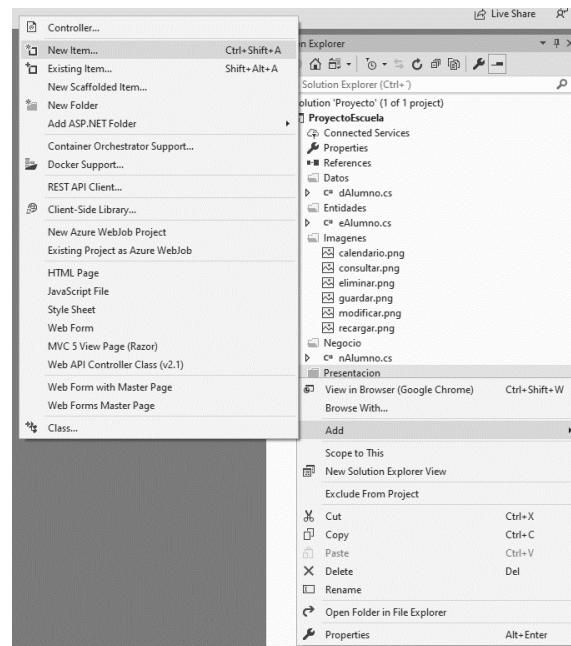 Live Share
Controller...
New Item... Ctrl+Shift+A
Existing Item... Shift+Alt+A
New Scaffolded Item...
New Folder
Add ASP.NET Folder
Container Orchestrator Support...
Docker Support...
REST API Client...
Client-Side Library...
New Azure WebJob Project
Existing Project as Azure WebJob
HTML Page
JavaScript File
Style Sheet
Web Form
MVC 5 View Page (Razor)
Web API Controller Class (v2.1)
Web Form with Master Page
Web Forms Master Page
Class...
n Explorer
Solution Explorer (Ctrl+´)
olution 'Proyecto' (1 of 1 project)
ProyectoEscuela
Connected Services
Properties
References
Datos
C# dAlumno.cs
Entidades
C# eAlumno.cs
Imagenes
calendario.png
consultar.png
eliminar.png
guardar.png
modificar.png
recargar.png
Negocio
C# nAlumno.cs
Presentacion
View in Browser (Google Chrome) Ctrl+Shift+W
Browse With...
Add
Scope to This
New Solution Explorer View
Exclude From Project
Cut Ctrl+X
Copy Ctrl+C
Paste Ctrl+V
Delete Del
Rename
Open Folder in File Explorer
Properties Alt+Enter